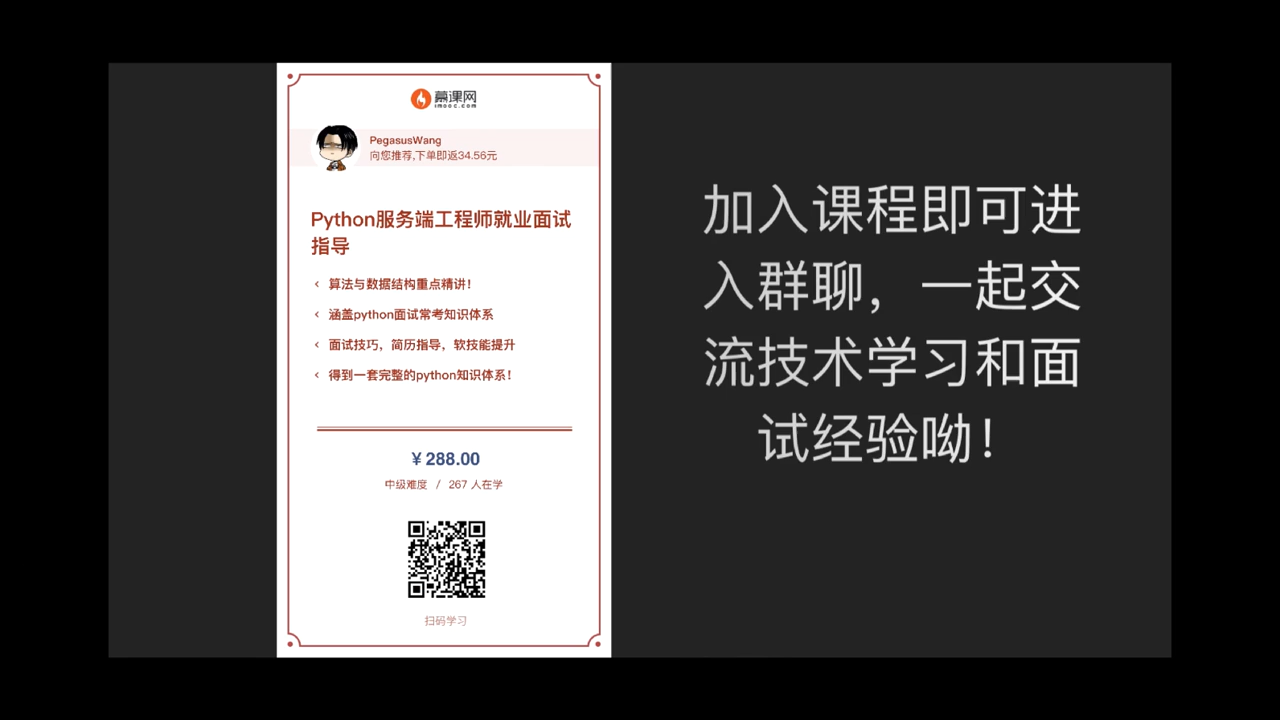 慕课网
imooc.com
PegasusWang
向您推荐,下单即返34.56元
Python服务端工程师就业面试
指导
‹ 算法与数据结构重点精讲！
‹ 涵盖python面试常考知识体系
‹ 面试技巧，简历指导，软技能提升
‹ 得到一套完整的python知识体系！
¥ 288.00
中级难度 / 267 人在学
扫码学习
加入课程即可进
入群聊，一起交
流技术学习和面
试经验呦！